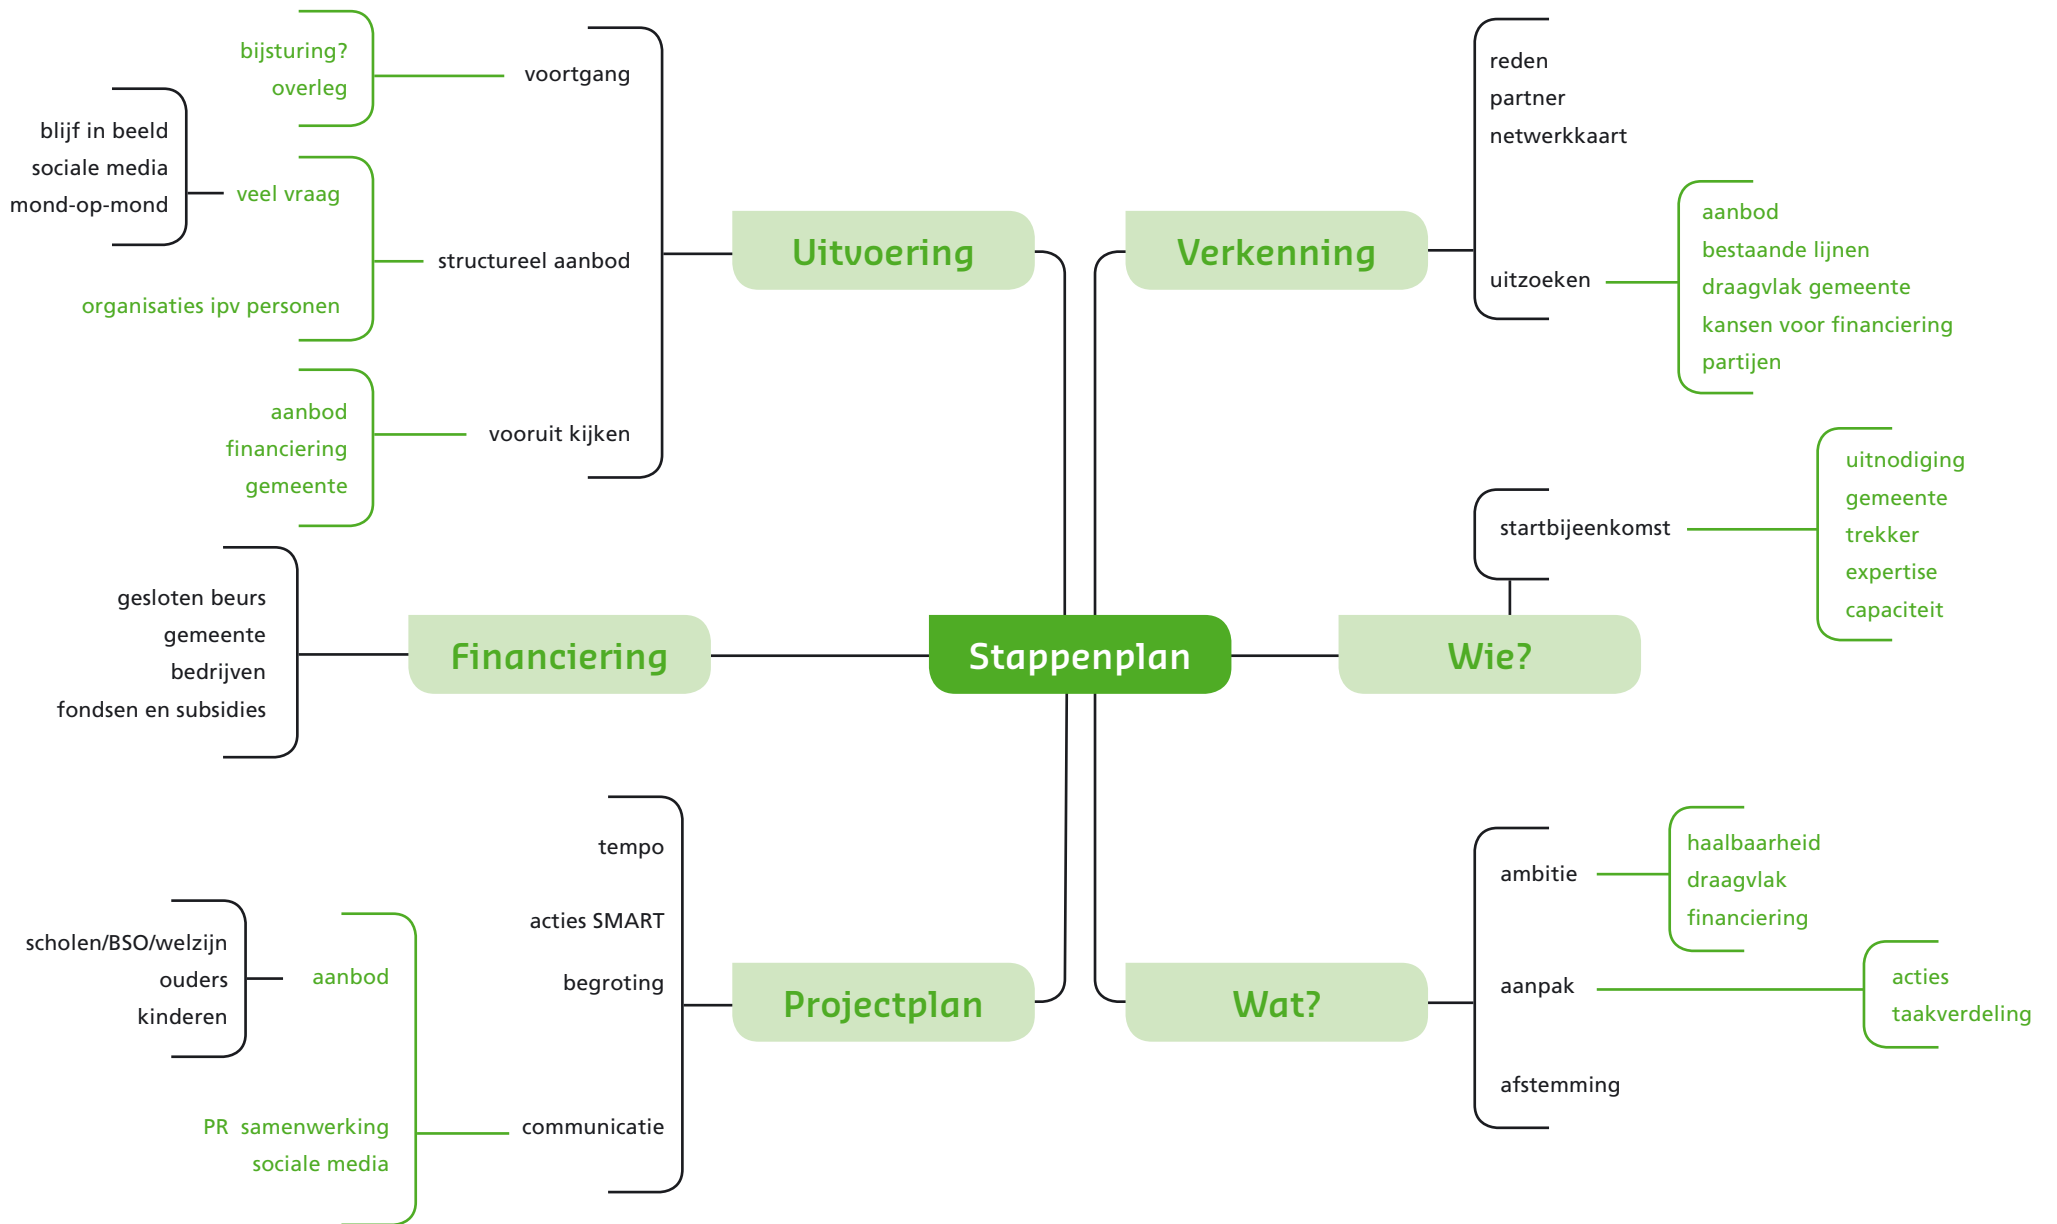 bijsturing?
overleg
voortgang
blijf in beeld
sociale media
mond-op-mond
veel vraag
structureel aanbod
organisaties ipv personen
aanbod
financiering
gemeente
vooruit kijken
Uitvoering
Verkenning
reden
partner
netwerkkaart
uitzoeken
aanbod
bestaande lijnen
draagvlak gemeente
kansen voor financiering
partijen
gesloten beurs
gemeente
bedrijven
fondsen en subsidies
Financiering
Stappenplan
Wie?
startbijeenkomst
uitnodiging
gemeente
trekker
expertise
capaciteit
tempo
acties SMART
begroting
communicatie
scholen/BSO/welzijn
ouders
kinderen
aanbod
PR samenwerking
sociale media
Projectplan
Wat?
ambitie
haalbaarheid
draagvlak
financiering
aanpak
acties
taakverdeling
afstemming